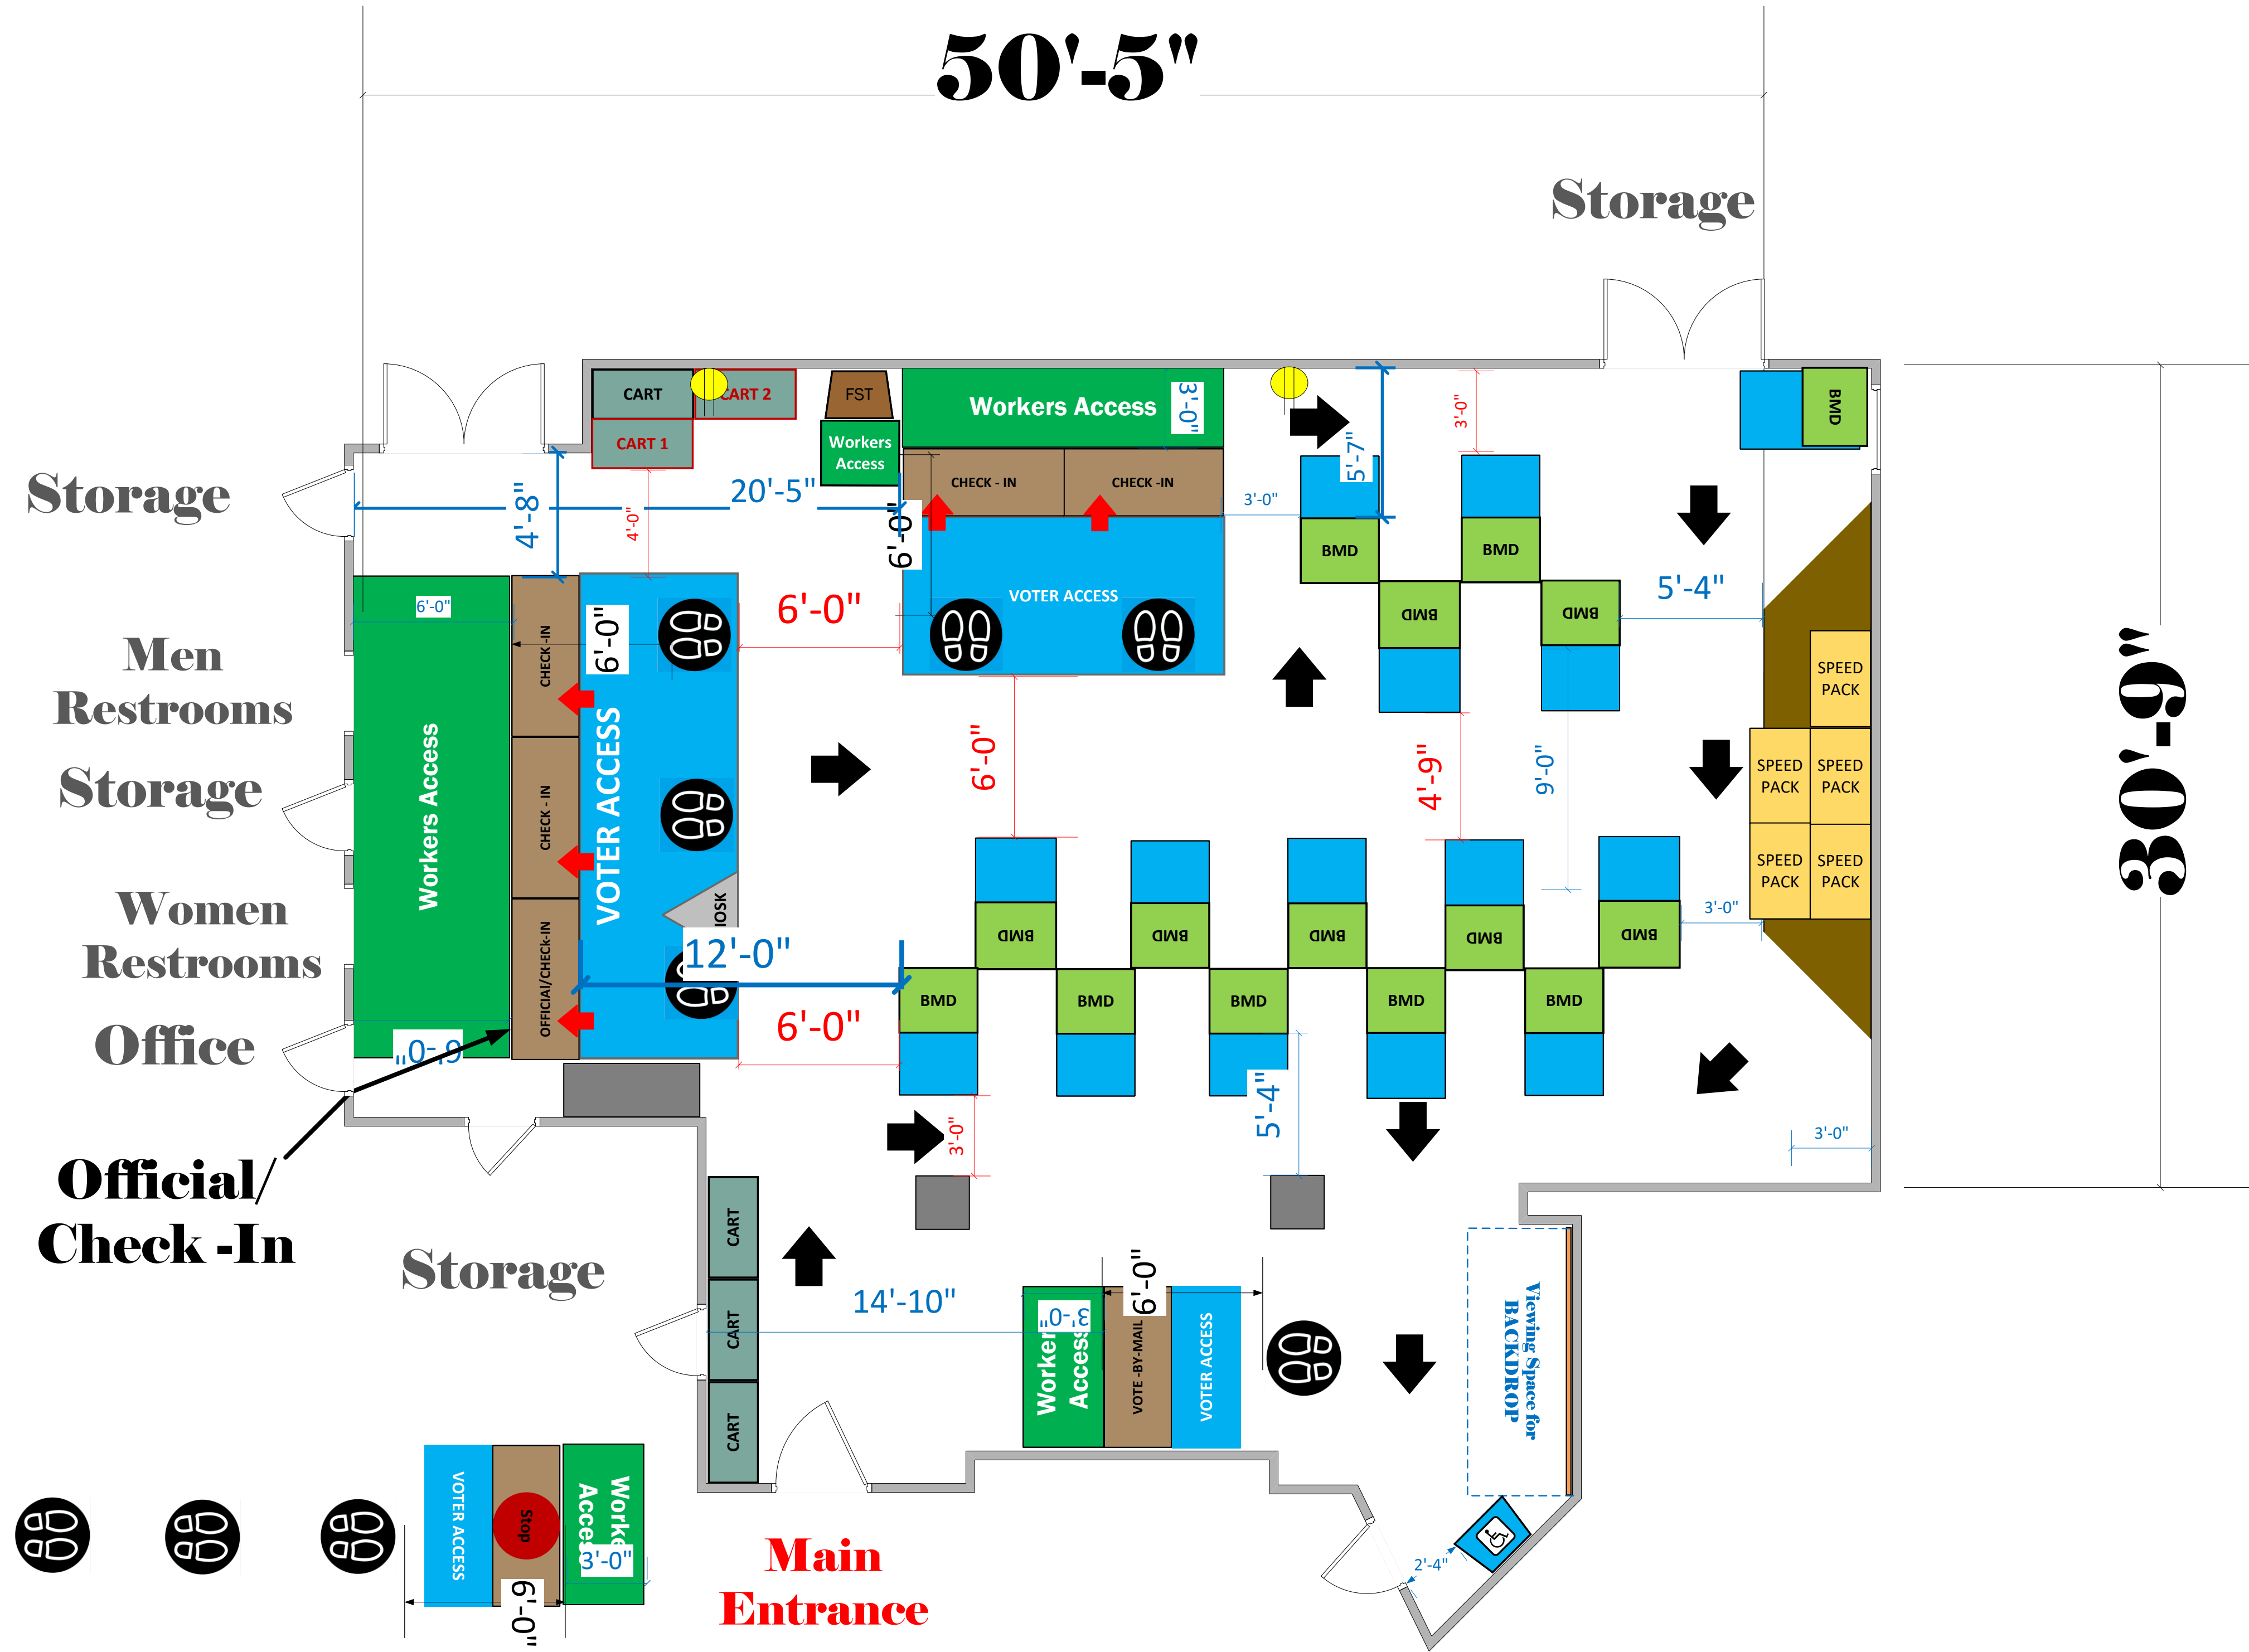 50'-5"
Storage
CART
CART 2
CART 1
FST
Workers
Access
Workers Access
3'-0"
CHECK - IN
CHECK -IN
5'-7"
3'-0"
BMD
Storage
4'-8"
4'-0"
20'-5"
6'-0"
3'-0"
BMD
BMD
BMD
BMD
5'-4"
6'-0"
6'-0"
6'-0"
VOTER ACCESS
Men
Restrooms
Workers Access
CHECK -IN
CHECK - IN
OFFICIAl/CHECk-IN
VOTER ACCESS
IOSK
Storage
6'-0"
4'-9"
9'-0"
SPEED
PACK
SPEED
PACK
SPEED
PACK
SPEED
PACK
SPEED
PACK
30'-9"
Women
Restrooms
12'-0"
BMD
BMD
BMD
BMD
BMD
3'-0"
BMD
BMD
BMD
BMD
BMD
Office
6'-0"
6'-0"
3'-0"
5'-4"
3'-0"
Official/
Check -In
Storage
CART
CART
CART
14'-10"
3'-0"
6'-0"
Worker
Access
VOTE -BY-MAIL
VOTER ACCESS
Viewing Space for
BACKDROP
VOTER ACCESS
Stop
Worke
Acces
3'-0"
6'-0"
Main
Entrance
2'-4"